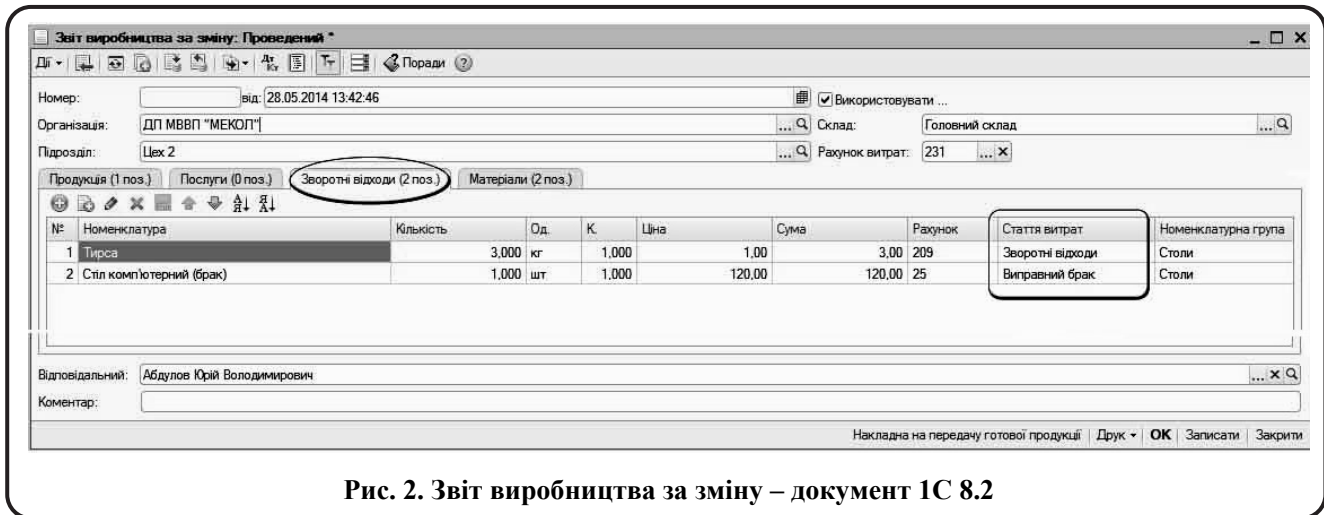 Звіт виробництва за зміну: Проведений *
Дії Дт Кт Тт Поради ?
Номер: від: 28.05.2014 13:42:46 Використовувати ...
Організація: ДП МВВП "МЕКОЛ" ... Склад: Головний склад ...
Підрозділ: Цех 2 ... Рахунок витрат: 231 ... ×
Продукція (1 поз.) Послуги (0 поз.) Зворотні відходи (2 поз.) Матеріали (2 поз.)
№ Номенклатура Кількість Од. К. Ціна Сума Рахунок Стаття витрат Номенклатурна група
1 Тирса 3,000 кг 1,000 1,00 3,00 209 Зворотні відходи Столи
2 Стіл комп'ютерний (брак) 1,000 шт 1,000 120,00 120,00 25 Виправний брак Столи
Відповідальний: Абдулов Юрій Володимирович ... ×
Коментар:
Накладна на передачу готової продукції Друк OK Записати Закрити
Рис. 2. Звіт виробництва за зміну – документ 1С 8.2